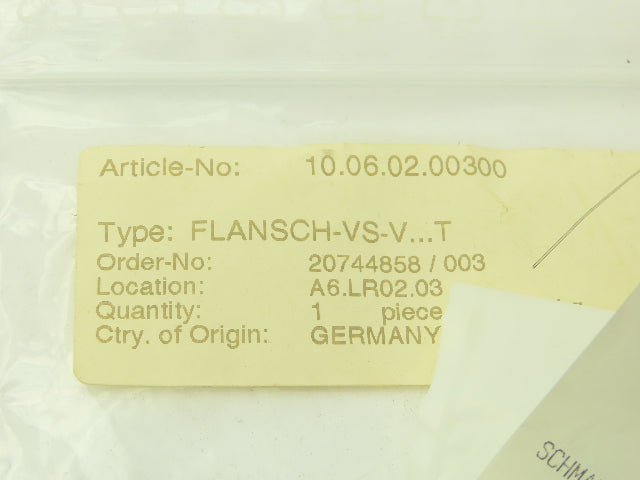 Article-No: 10.06.02.00300
Type: FLANSCH-VS-V...T
Order-No: 20744858 / 003
Location: A6.LR02.03
Quantity: 1 piece
Ctry. of Origin: GERMANY